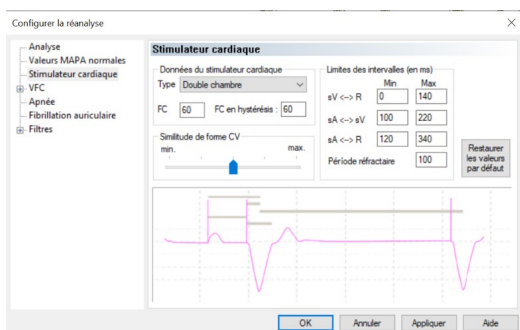 Configurer la réanalyse
Analyse
Valeurs MAPA normales
Stimulateur cardiaque
VFC
Apnée
Fibrillation auriculaire
Filtres
Stimulateur cardiaque
Données du stimulateur cardiaque
Type Double chambre
FC 60 FC en hystérésis : 60
Similitude de forme CV
min. max.
Limites des intervalles (en ms)
Min Max
sV <--> R 0 140
sA <--> sV 100 220
sA <--> R 120 340
Période réfractaire 100
Restaurer
les valeurs
par défaut
OK Annuler Appliquer Aide